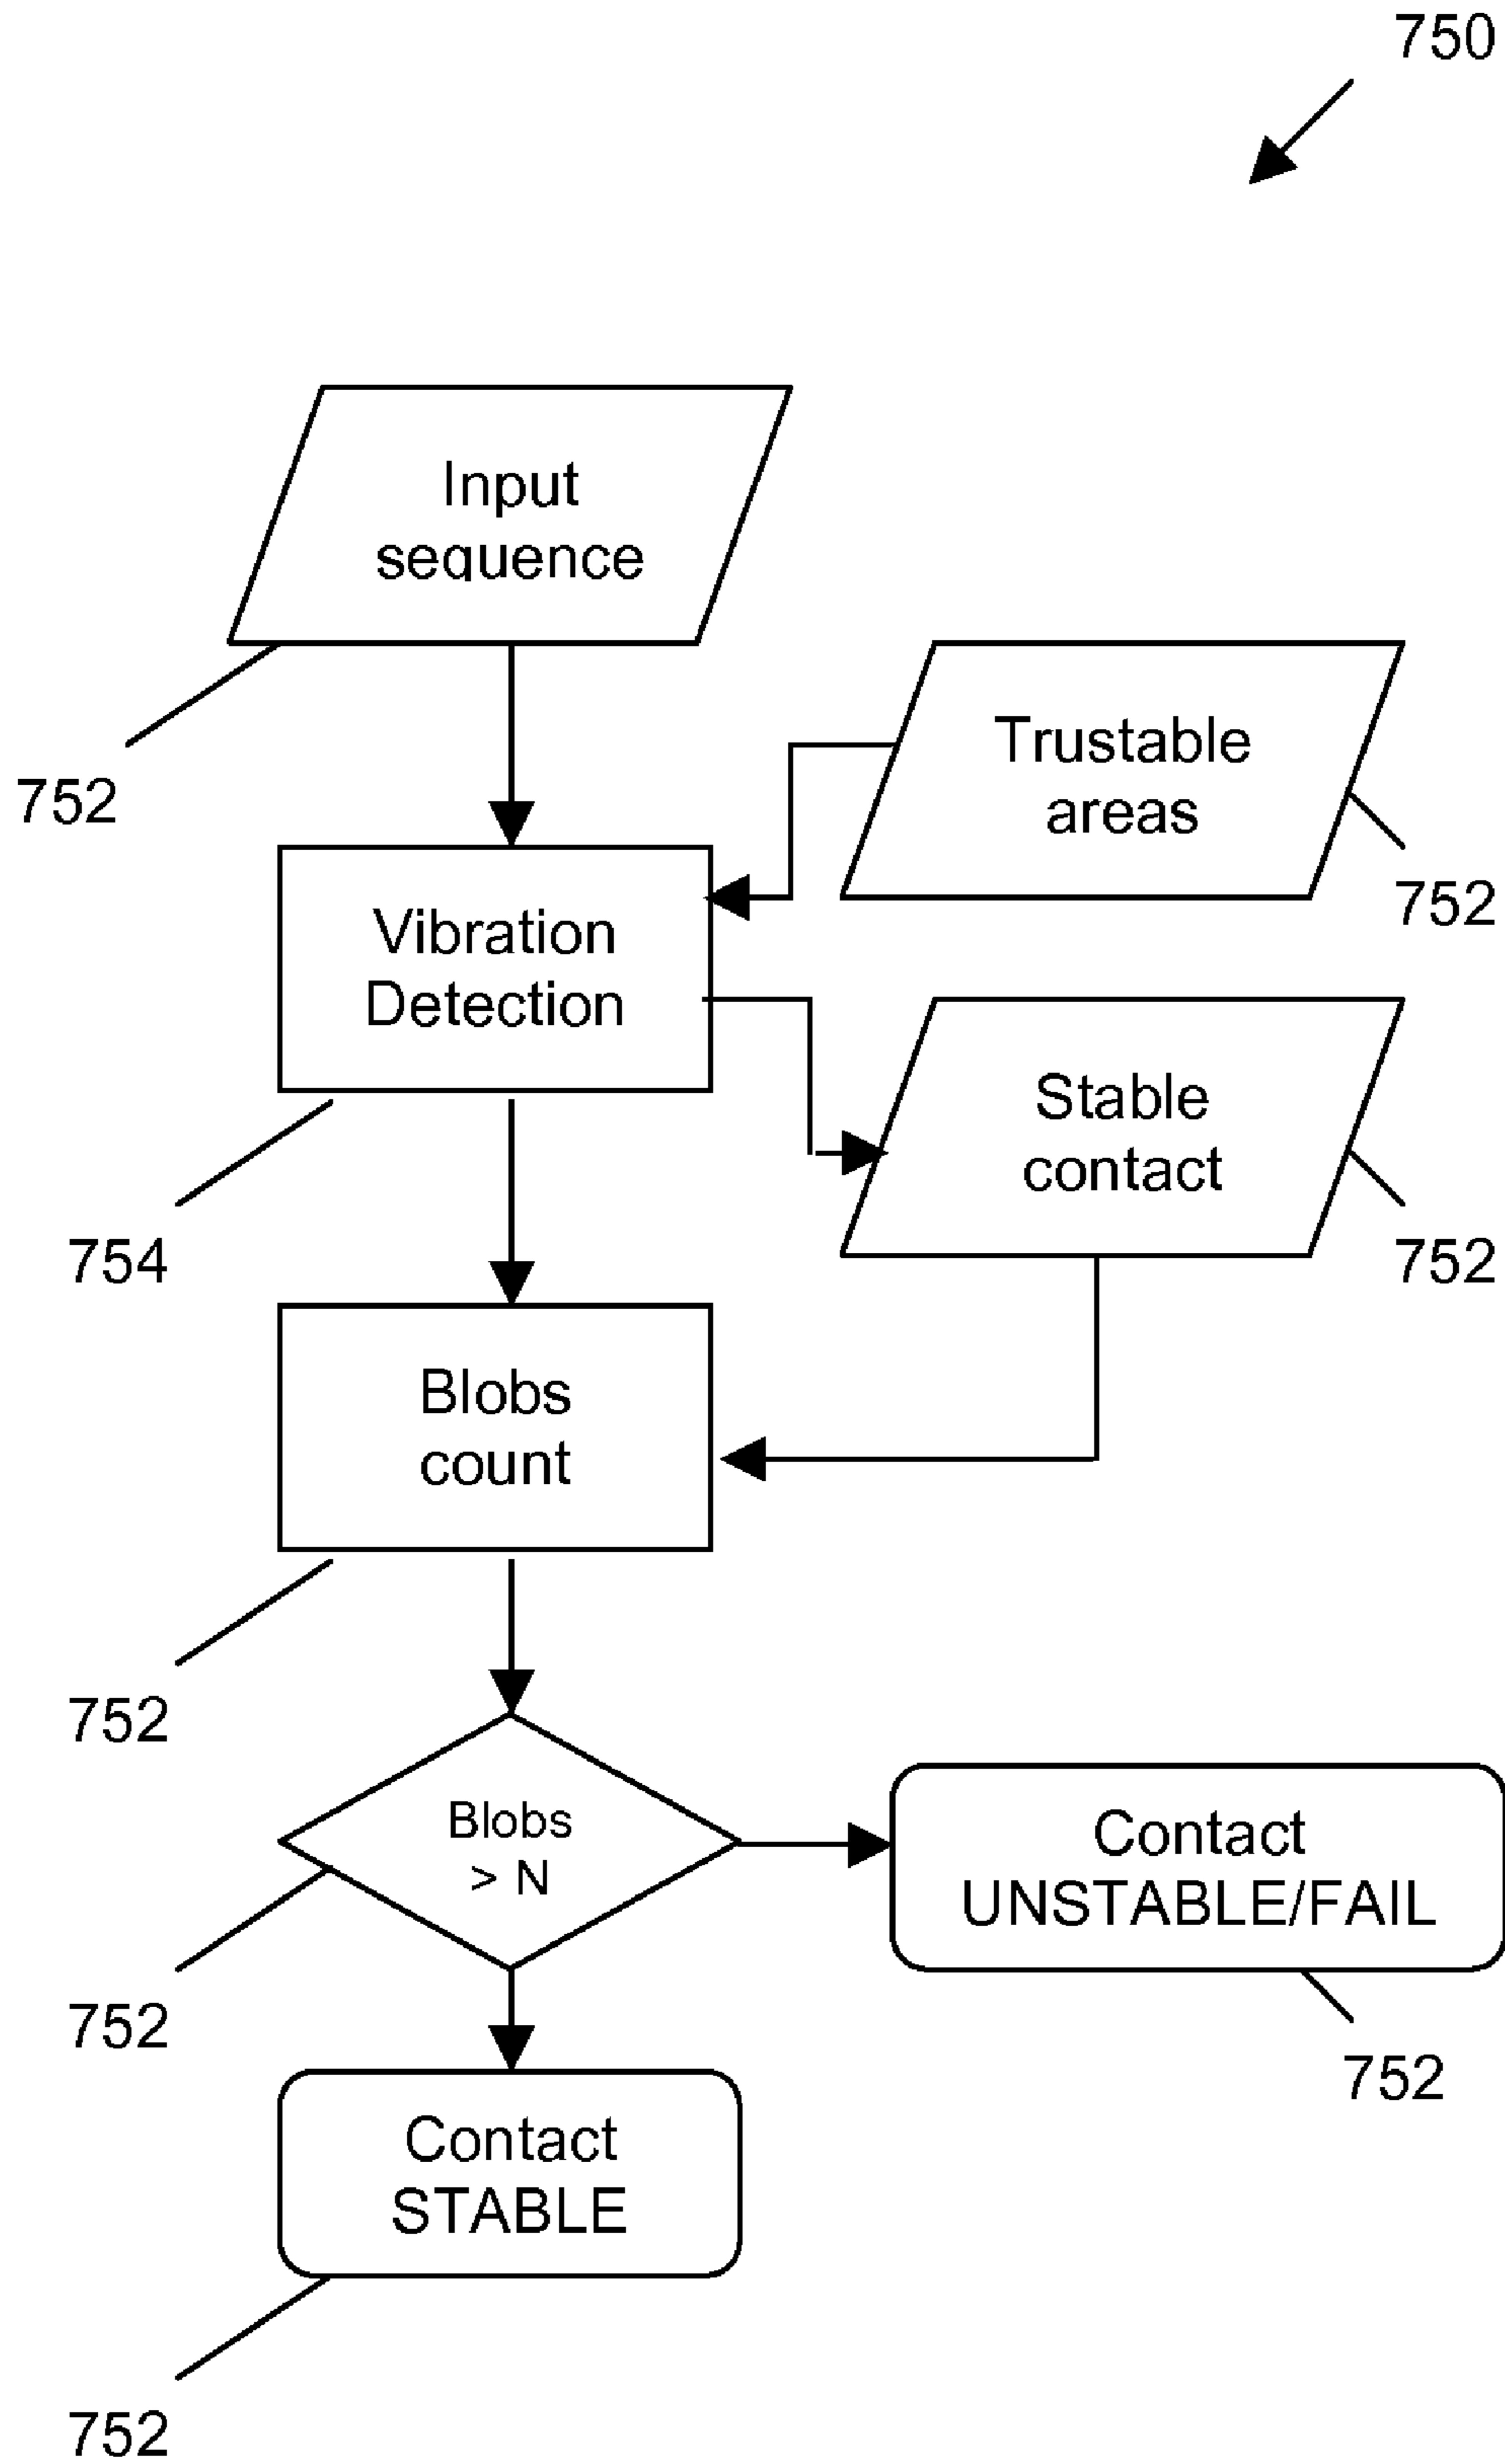 750
Input
sequence
752
Trustable
areas
752
Vibration
Detection
754
Stable
contact
752
Blobs
count
752
Blobs
> N
752
Contact
UNSTABLE/FAIL
752
Contact
STABLE
752